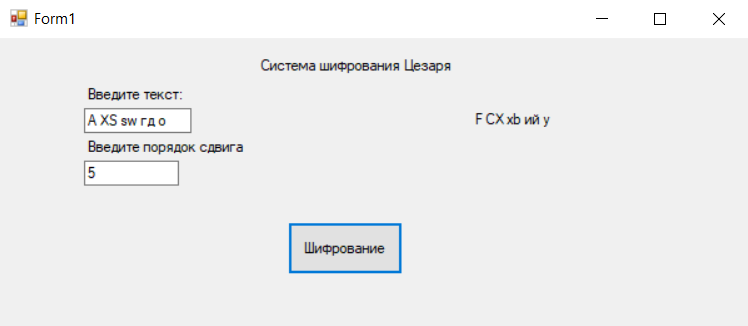 Form1
Система шифрования Цезаря
Введите текст:
A XS sw гд о
F CX xb ий у
Введите порядок сдвига
5
Шифрование